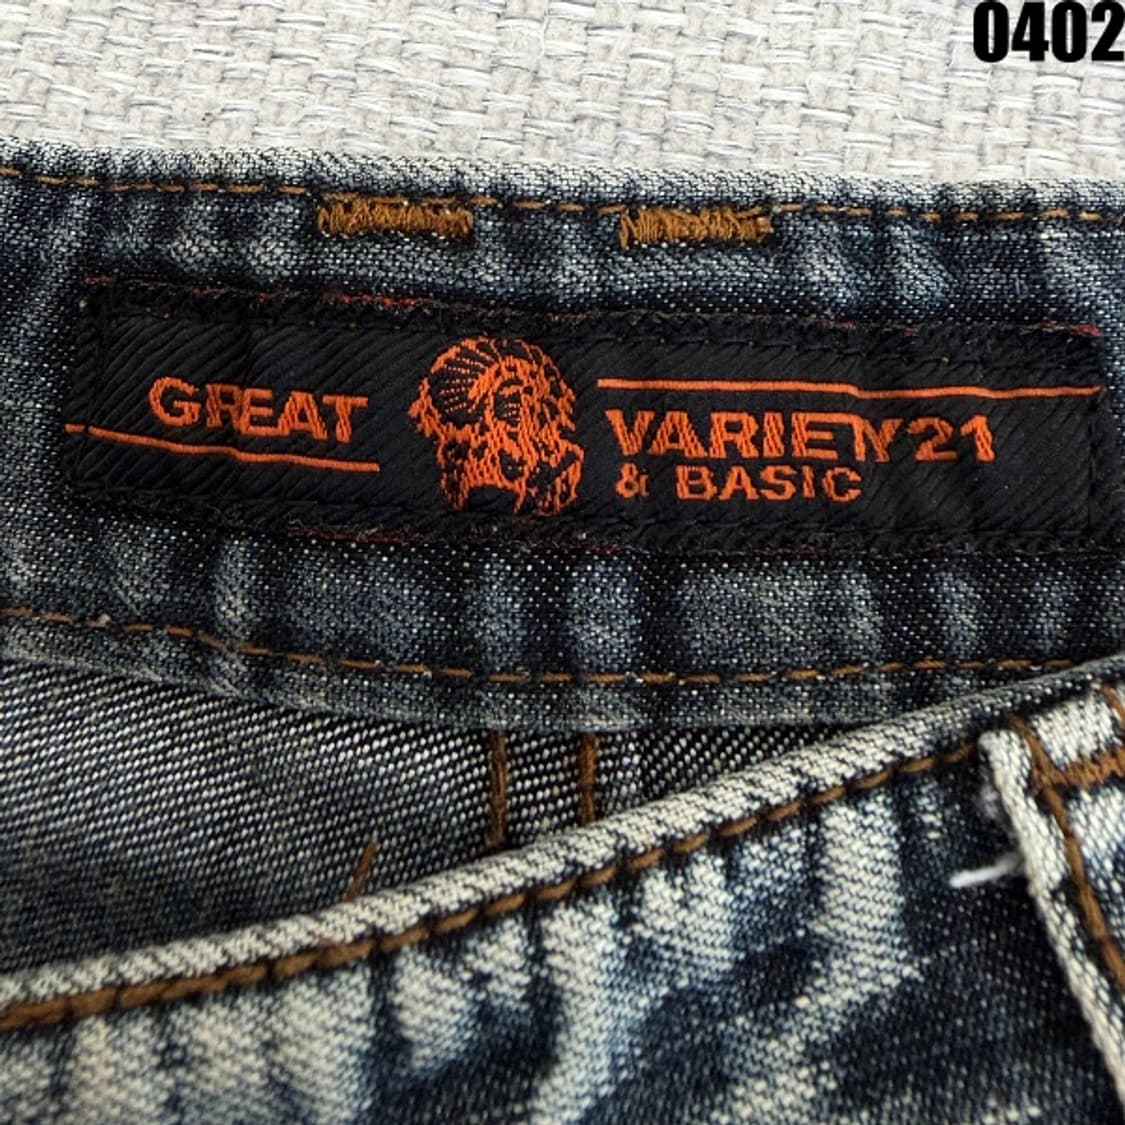 0402
GREAT
VARIETY21
& BASIC